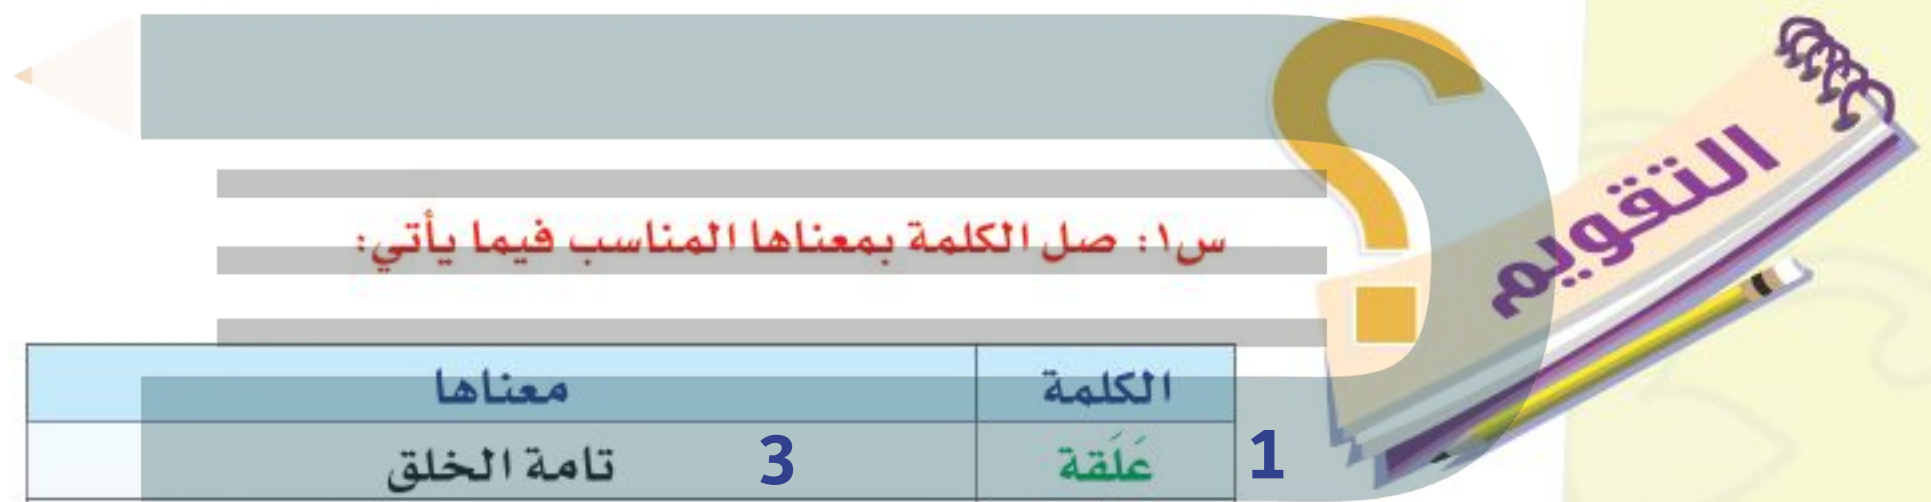 التقويم
؟
س١: صل الكلمة بمعناها المناسب فيما يأتي:
الكلمة معناها
1 عَلَقة 3 تامة الخلق